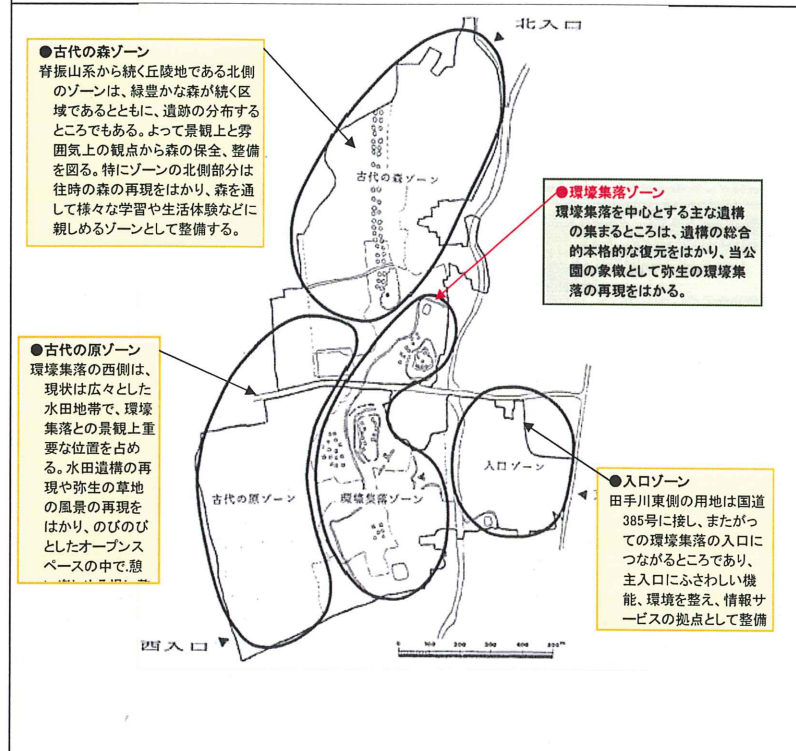 北入口
●古代の森ゾーン
脊振山系から続く丘陵地である北側
のゾーンは、緑豊かな森が続く区
域であるとともに、遺跡の分布する
ところでもある。よって景観上と雰
囲気上の観点から森の保全、整備
を図る。特にゾーンの北側部分は
往時の森の再現をはかり、森を通
して様々な学習や生活体験などに
親しめるゾーンとして整備する。
古代の森ゾーン
●環壕集落ゾーン
環壕集落を中心とする主な遺構
の集まるところは、遺構の総合
的本格的な復元をはかり、当公
園の象徴として弥生の環壕集
落の再現をはかる。
●古代の原ゾーン
環壕集落の西側は、
現状は広々とした
水田地帯で、環壕
集落との景観上重
要な位置を占め
る。水田遺構の再
現や弥生の草地
の風景の再現を
はかり、のびのび
としたオープンス
ペースの中で、憩
古代の原ゾーン
環壕集落ゾーン
入口ゾーン
●入口ゾーン
田手川東側の用地は国道
385号に接し、またがっ
ての環壕集落の入口に
つながるところであり、
主入口にふさわしい機
能、環境を整え、情報サ
ービスの拠点として整備
西入口
0 100 200 300 400 500m